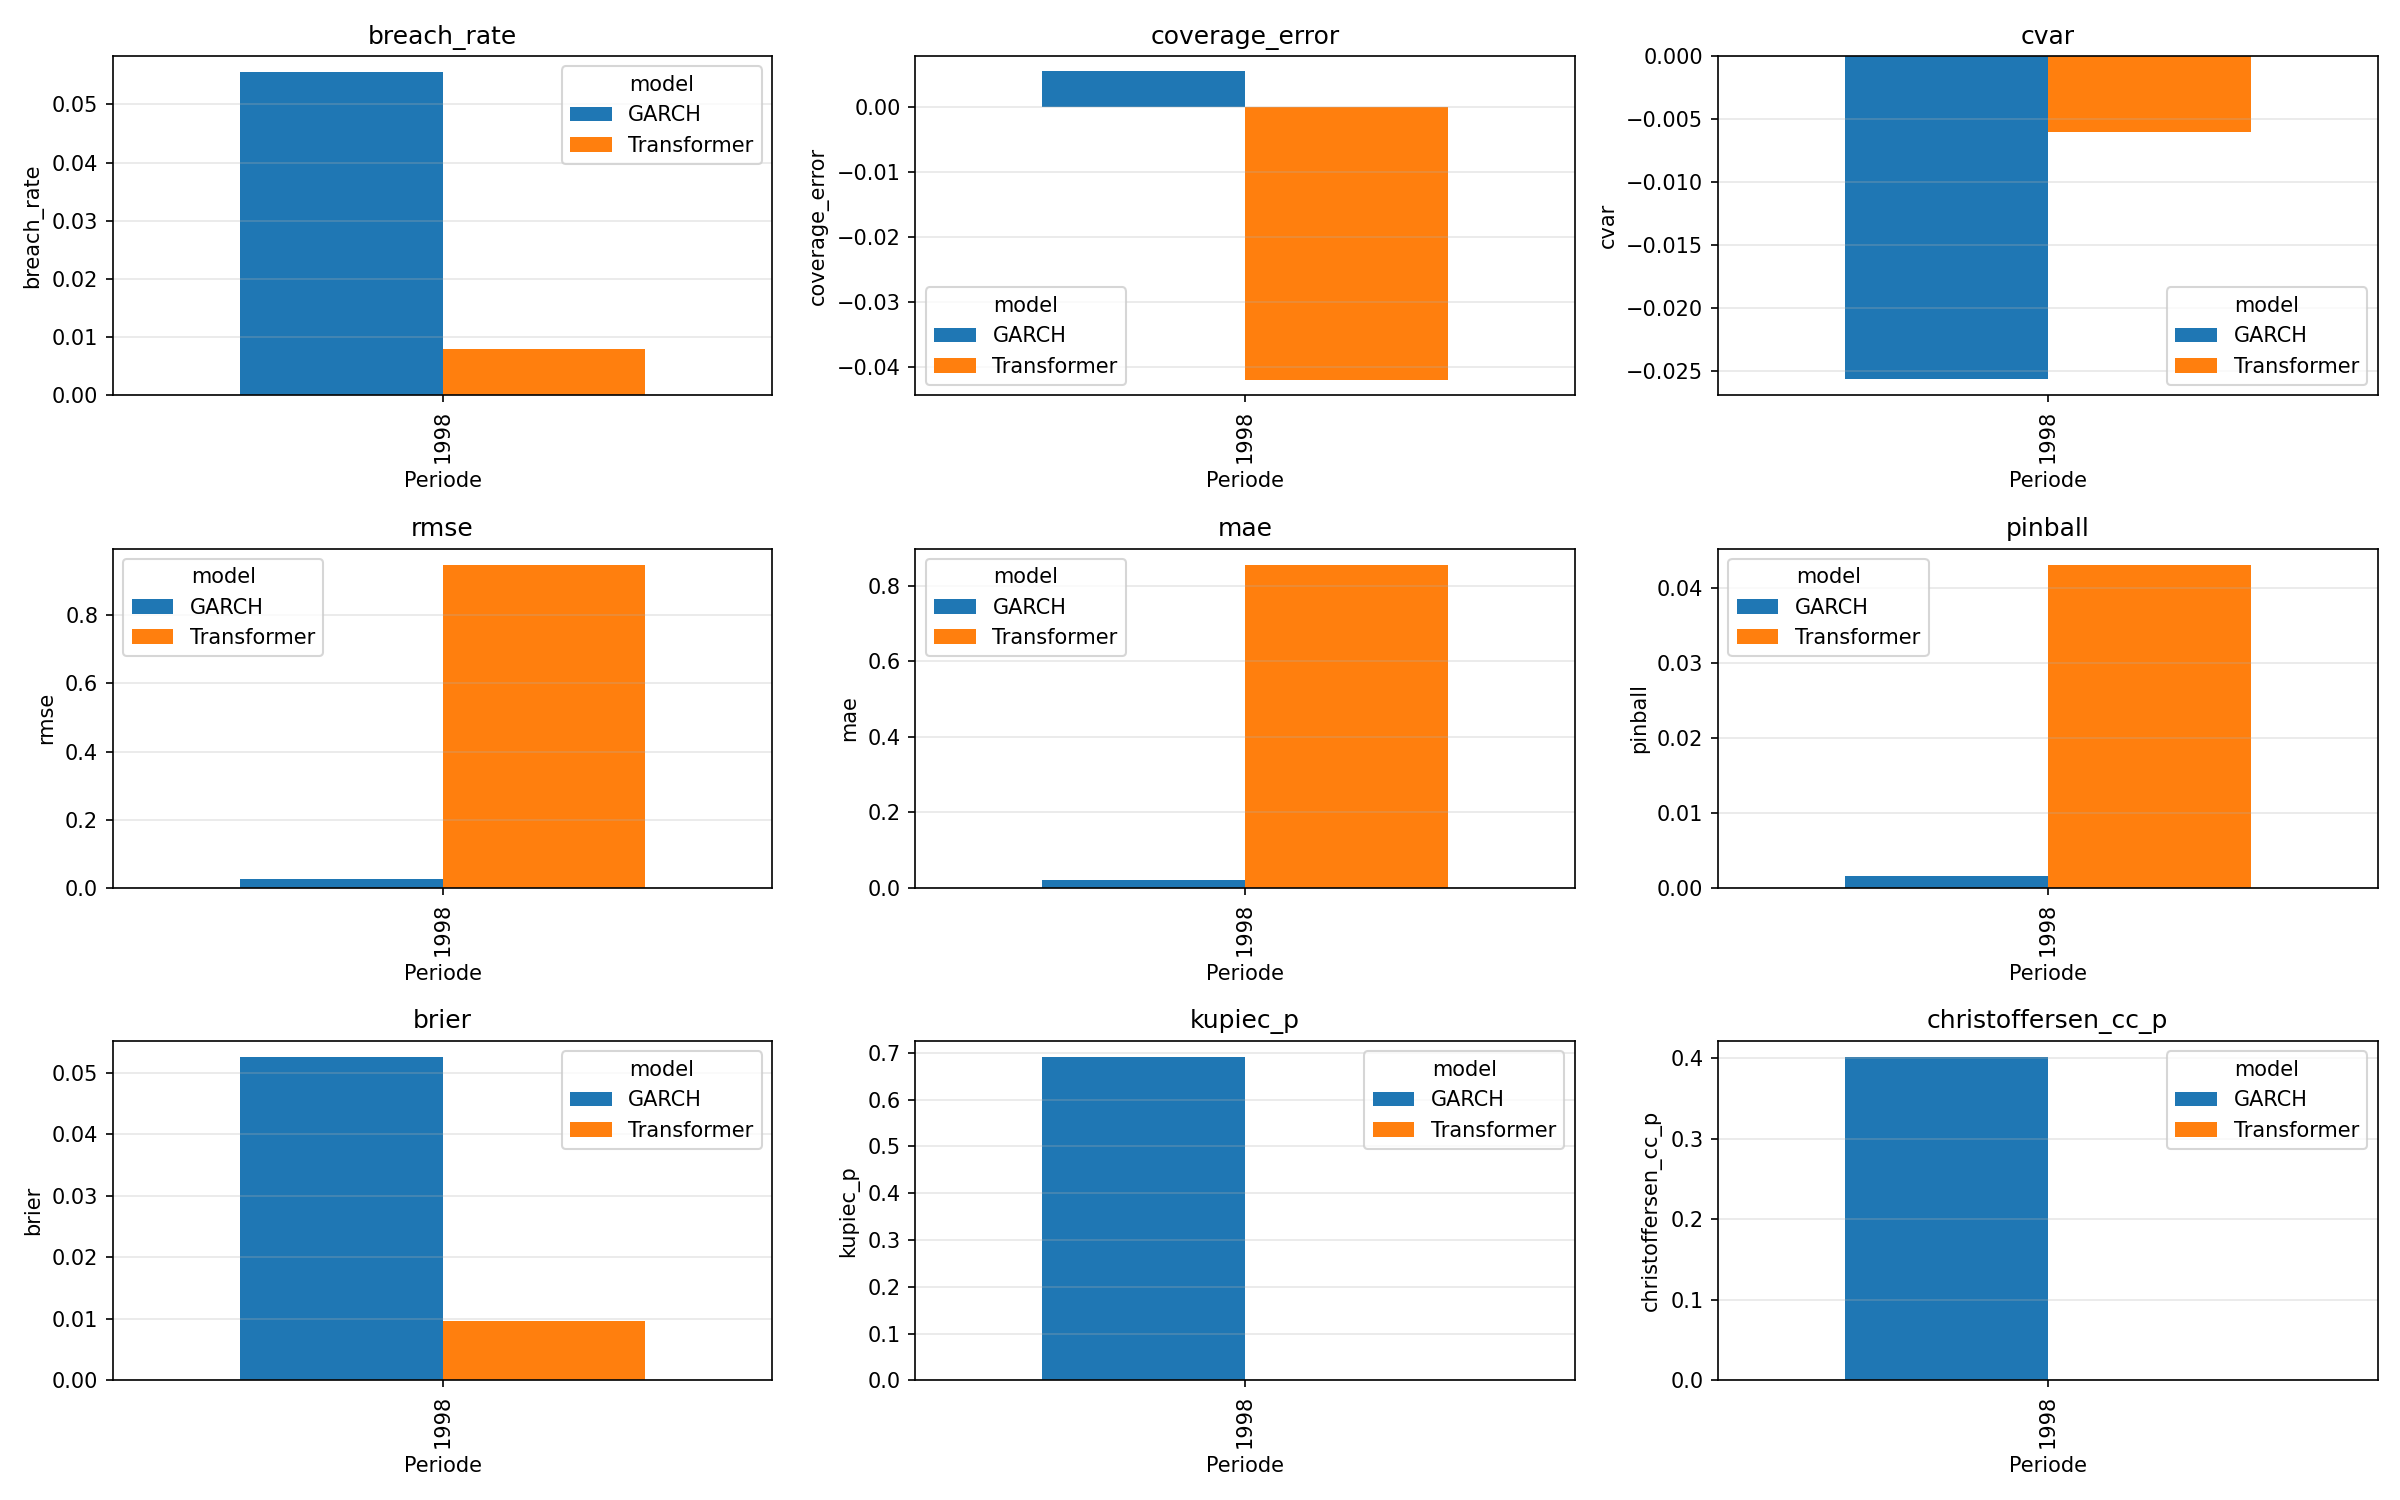 breach_rate
breach_rate
0.05
0.04
0.03
0.02
0.01
0.00
model
GARCH
Transformer
1998
Periode
coverage_error
coverage_error
0.00
−0.01
−0.02
−0.03
−0.04
model
GARCH
Transformer
1998
Periode
cvar
cvar
0.000
−0.005
−0.010
−0.015
−0.020
−0.025
model
GARCH
Transformer
1998
Periode
rmse
rmse
0.8
0.6
0.4
0.2
0.0
model
GARCH
Transformer
1998
Periode
mae
mae
0.8
0.6
0.4
0.2
0.0
model
GARCH
Transformer
1998
Periode
pinball
pinball
0.04
0.03
0.02
0.01
0.00
model
GARCH
Transformer
1998
Periode
brier
brier
0.05
0.04
0.03
0.02
0.01
0.00
model
GARCH
Transformer
1998
Periode
kupiec_p
kupiec_p
0.7
0.6
0.5
0.4
0.3
0.2
0.1
0.0
model
GARCH
Transformer
1998
Periode
christoffersen_cc_p
christoffersen_cc_p
0.4
0.3
0.2
0.1
0.0
model
GARCH
Transformer
1998
Periode